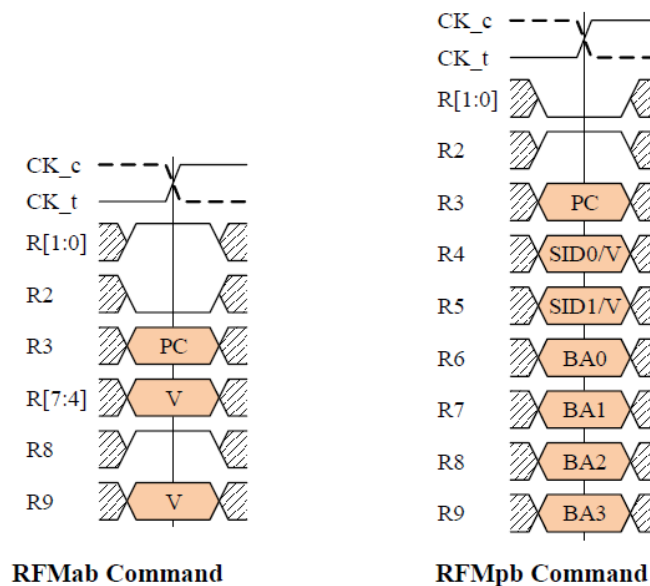 CK_c
CK_t
R[1:0]
R2
R3 PC
R[7:4] V
R8
R9 V
RFMab Command
CK_c
CK_t
R[1:0]
R2
R3 PC
R4 SID0/V
R5 SID1/V
R6 BA0
R7 BA1
R8 BA2
R9 BA3
RFMpb Command